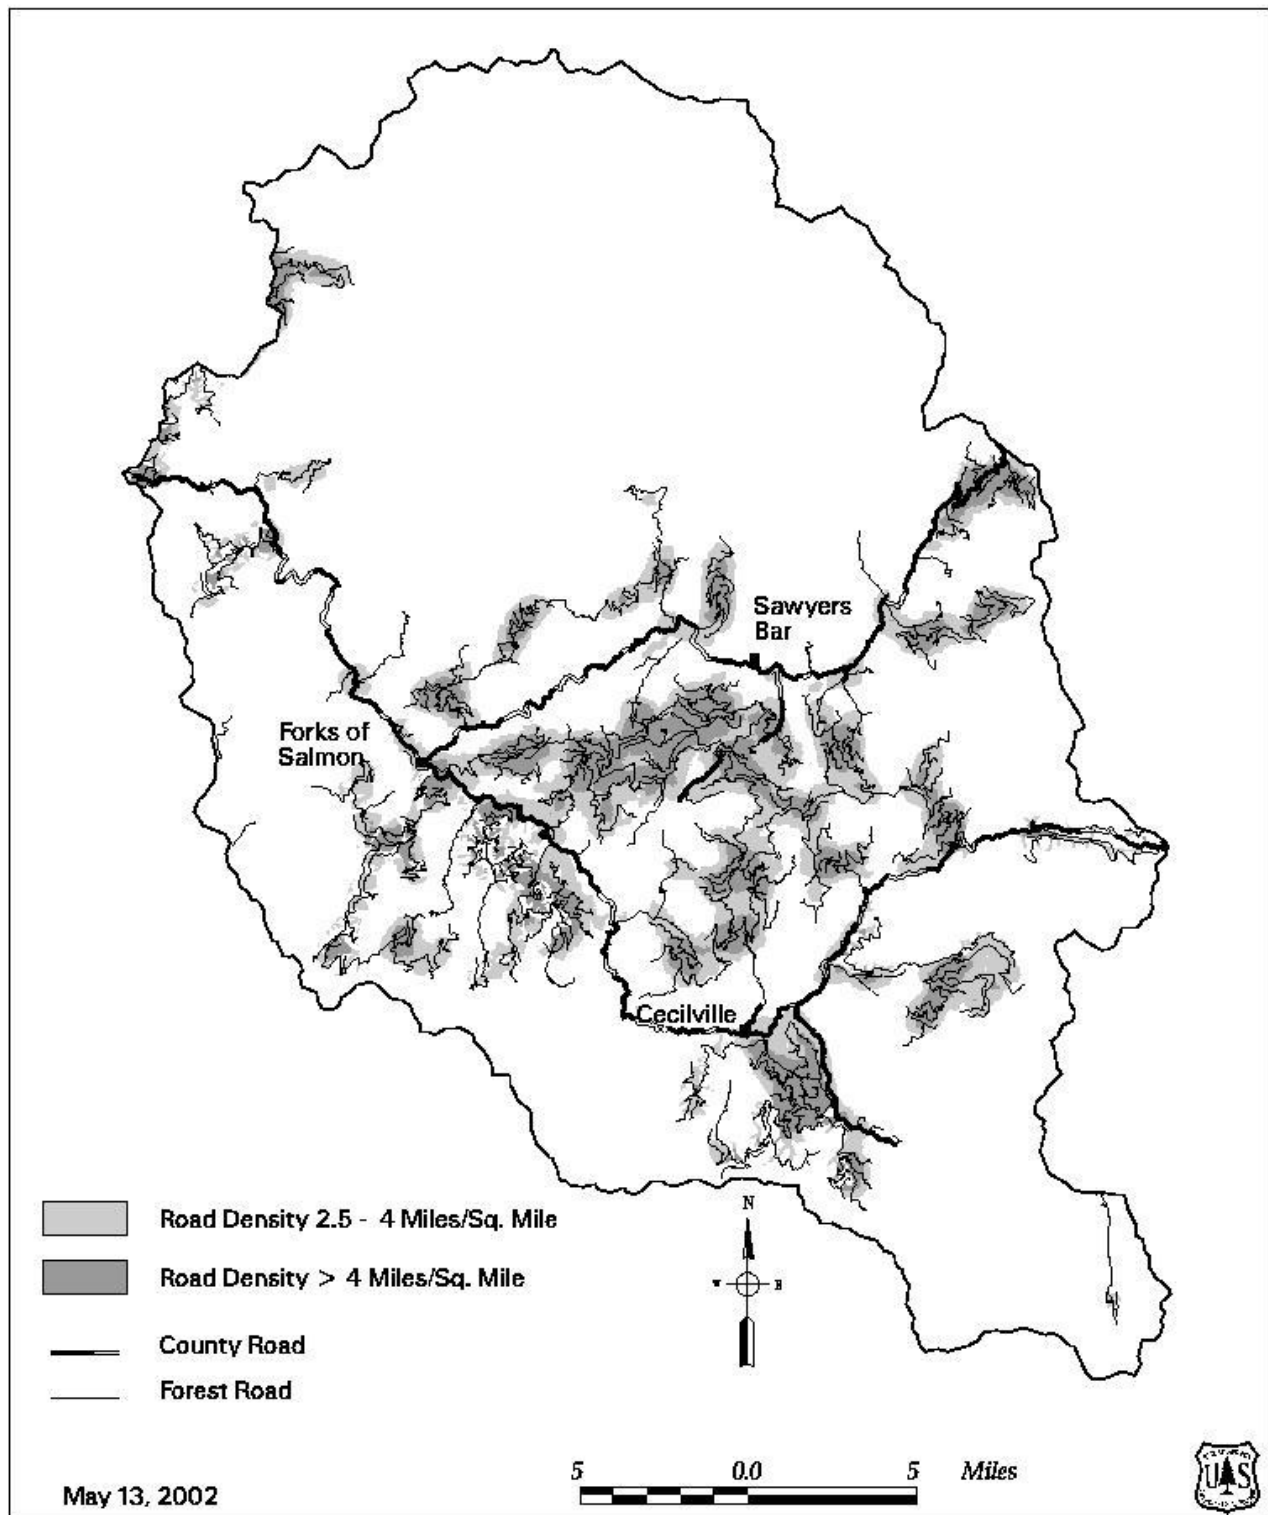 Sawyers
Bar
Forks of
Salmon
Cecilville
Road Density 2.5 - 4 Miles/Sq. Mile
Road Density > 4 Miles/Sq. Mile
County Road
Forest Road
N
W
E
5 0.0 5 Miles
May 13, 2002
U S